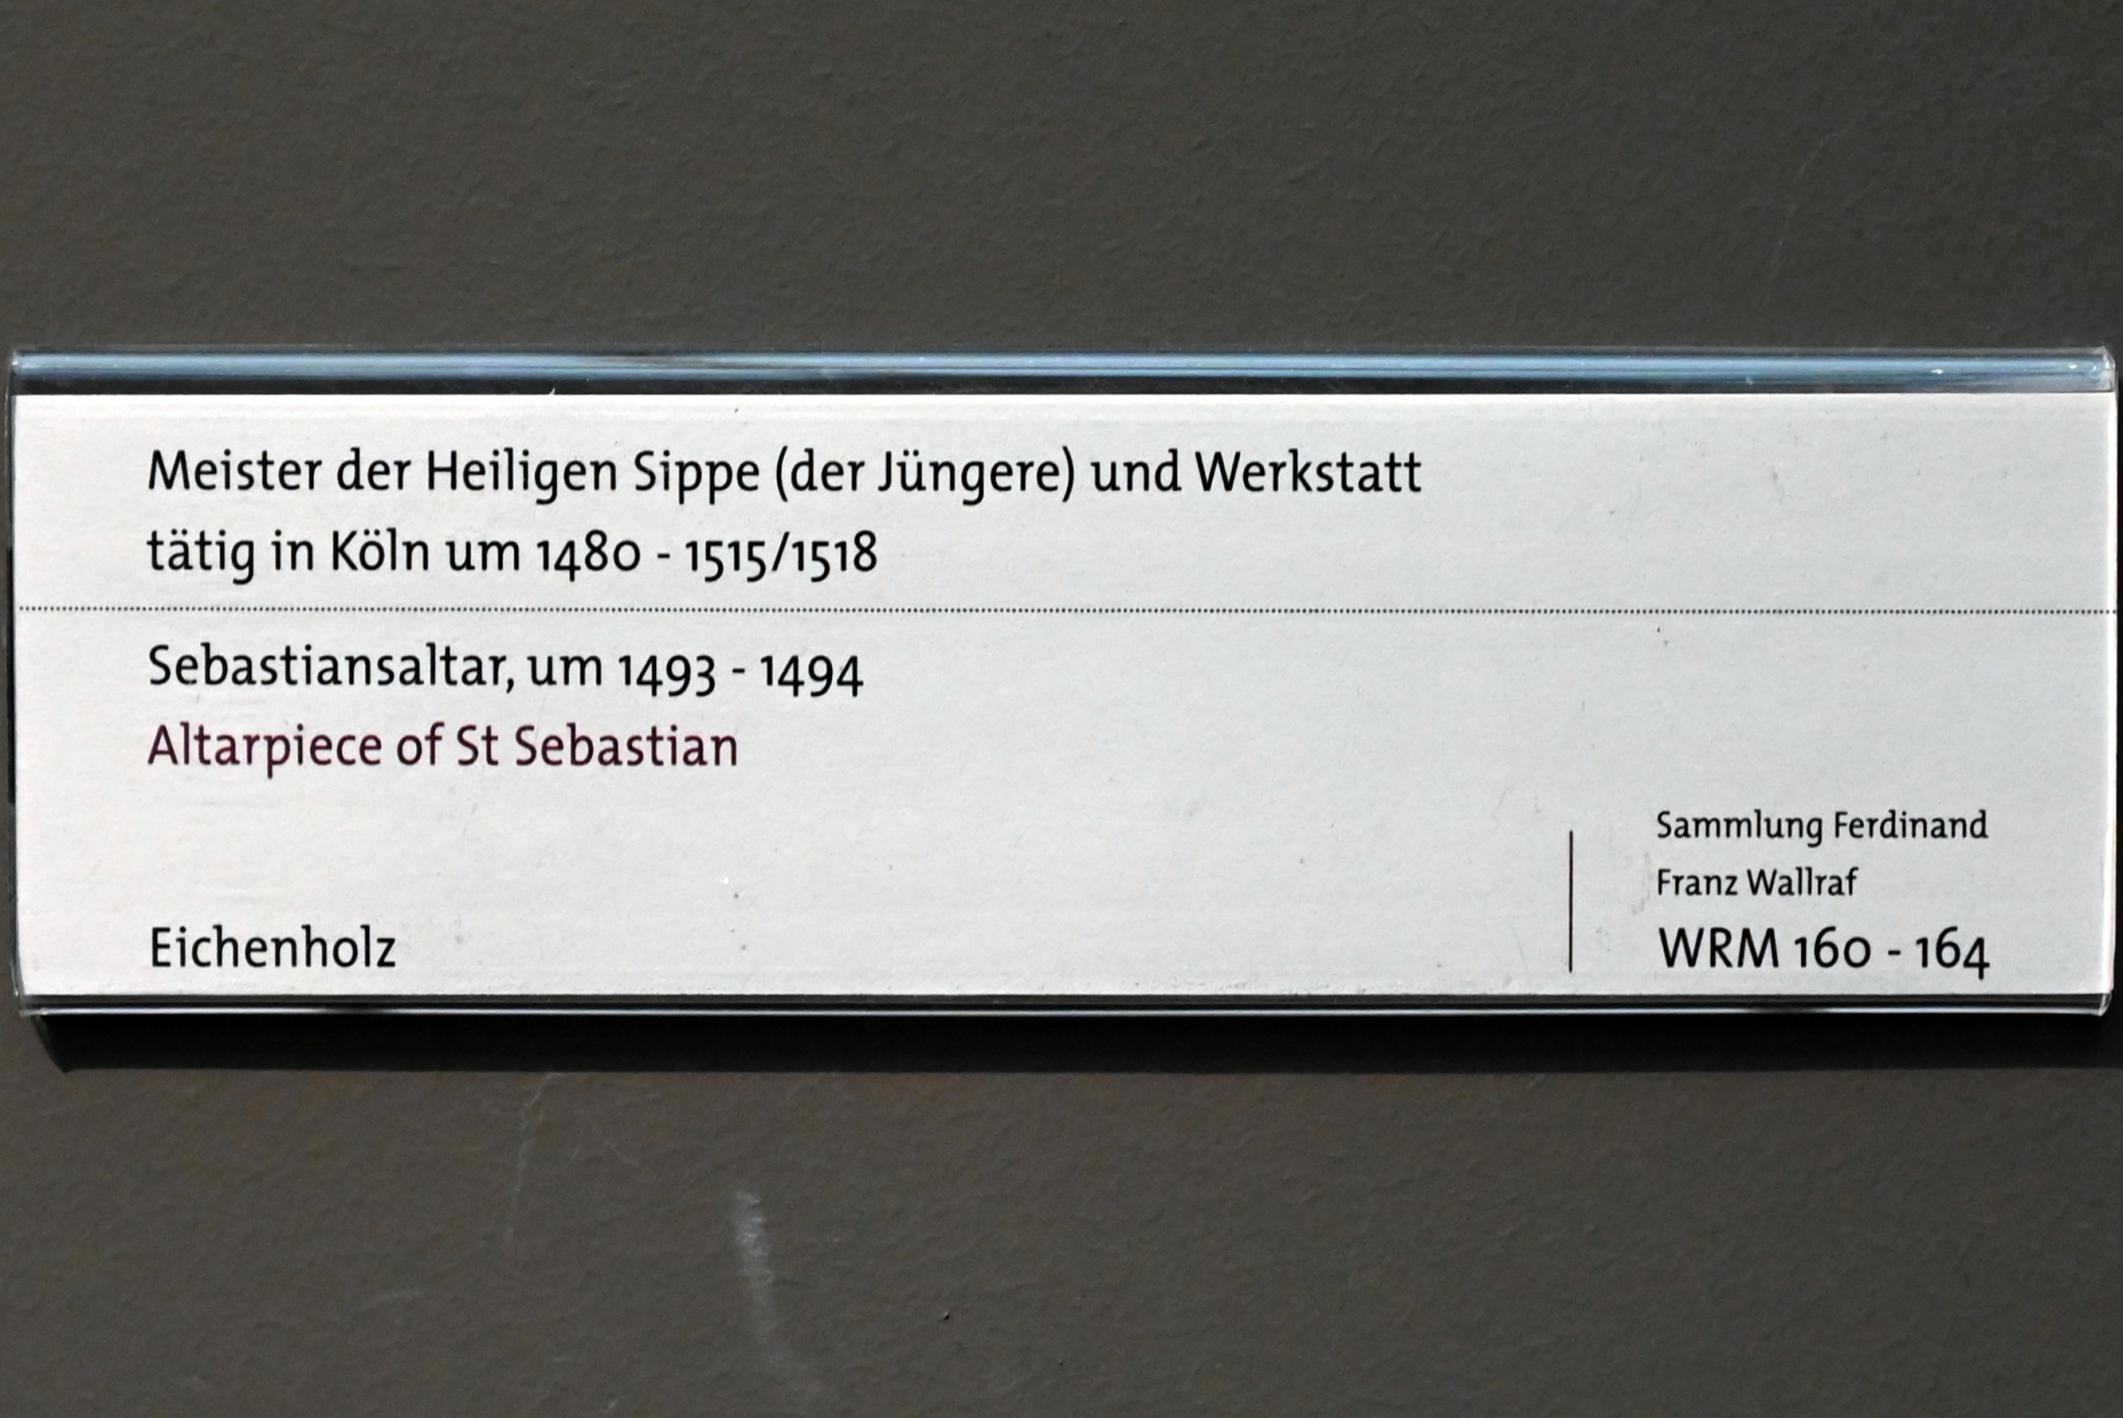 Meister der Heiligen Sippe (der Jüngere) und Werkstatt
tätig in Köln um 1480 - 1515/1518
Sebastiansaltar, um 1493 - 1494
Altarpiece of St Sebastian
Eichenholz
Sammlung Ferdinand
Franz Wallraf
WRM 160 - 164